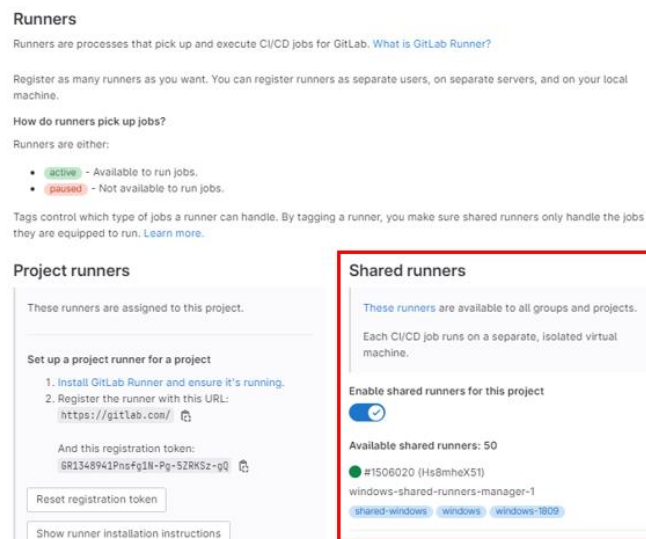 Runners
Runners are processes that pick up and execute CI/CD jobs for GitLab. What is GitLab Runner?
Register as many runners as you want. You can register runners as separate users, on separate servers, and on your local
machine.
How do runners pick up jobs?
Runners are either:
active - Available to run jobs.
paused - Not available to run jobs.
Tags control which type of jobs a runner can handle. By tagging a runner, you make sure shared runners only handle the jobs
they are equipped to run. Learn more.
Project runners
These runners are assigned to this project.
Set up a project runner for a project
1. Install GitLab Runner and ensure it's running.
2. Register the runner with this URL:
https://gitlab.com/
And this registration token:
GR1348941Pnsfg1N-Pg-5ZRKSz-gQ
Reset registration token
Show runner installation instructions
Shared runners
These runners are available to all groups and projects.
Each CI/CD job runs on a separate, isolated virtual
machine.
Enable shared runners for this project
Available shared runners: 50
#1506020 (Hs8mheX51)
windows-shared-runners-manager-1
shared-windows windows windows-1809